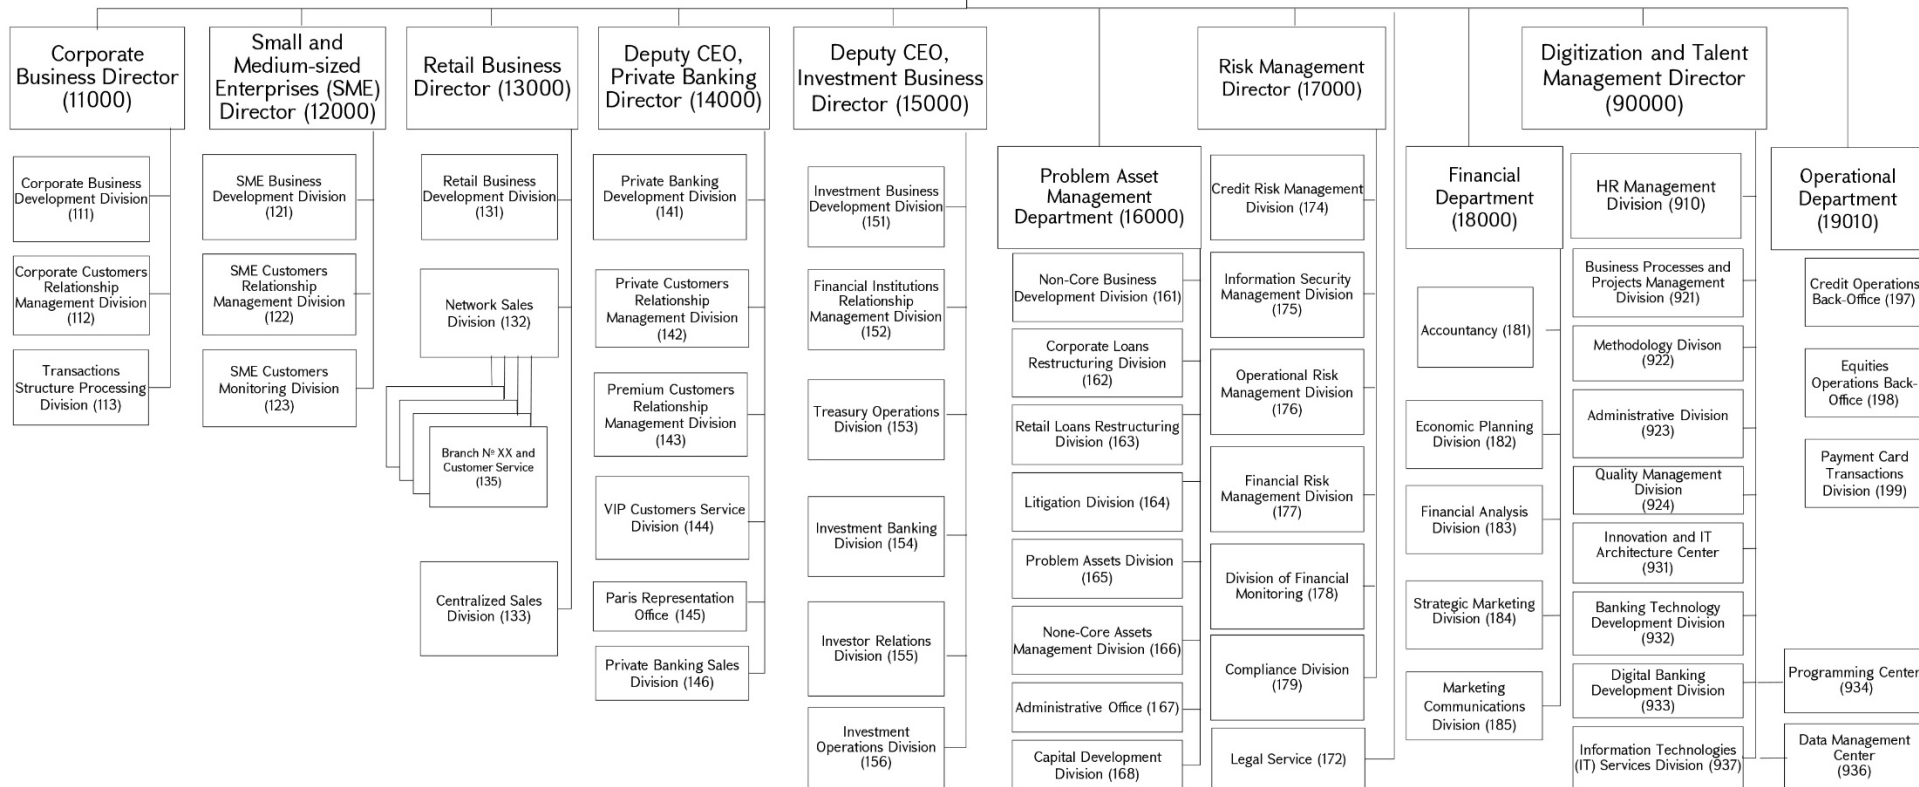 Corporate
Business Director
(11000)
Small and
Medium-sized
Enterprises (SME)
Director (12000)
Retail Business
Director (13000)
Deputy CEO,
Private Banking
Director (14000)
Deputy CEO,
Investment Business
Director (15000)
Risk Management
Director (17000)
Digitization and Talent
Management Director
(90000)
Corporate Business
Development Division
(111)
Corporate Customers
Relationship
Management Division
(112)
Transactions
Structure Processing
Division (113)
SME Business
Development Division
(121)
SME Customers
Relationship
Management Division
(122)
SME Customers
Monitoring Division
(123)
Retail Business
Development Division
(131)
Network Sales
Division (132)
Branch № XX and
Customer Service
(135)
Centralized Sales
Division (133)
Private Banking
Development Division
(141)
Private Customers
Relationship
Management Division
(142)
Premium Customers
Relationship
Management Division
(143)
VIP Customers Service
Division (144)
Paris Representation
Office (145)
Private Banking Sales
Division (146)
Investment Business
Development Division
(151)
Financial Institutions
Relationship
Management Division
(152)
Treasury Operations
Division (153)
Investment Banking
Division (154)
Investor Relations
Division (155)
Investment
Operations Division
(156)
Problem Asset
Management
Department (16000)
Non-Core Business
Development Division (161)
Corporate Loans
Restructuring Division
(162)
Retail Loans Restructuring
Division (163)
Litigation Division (164)
Problem Assets Division
(165)
None-Core Assets
Management Division (166)
Administrative Office (167)
Capital Development
Division (168)
Credit Risk Management
Division (174)
Information Security
Management Division
(175)
Operational Risk
Management Division
(176)
Financial Risk
Management Division
(177)
Division of Financial
Monitoring (178)
Compliance Division
(179)
Legal Service (172)
Financial
Department
(18000)
Accountancy (181)
Economic Planning
Division (182)
Financial Analysis
Division (183)
Strategic Marketing
Division (184)
Marketing
Communications
Division (185)
HR Management
Division (910)
Business Processes and
Projects Management
Division (921)
Methodology Divison
(922)
Administrative Division
(923)
Quality Management
Division
(924)
Innovation and IT
Architecture Center
(931)
Banking Technology
Development Division
(932)
Digital Banking
Development Division
(933)
Information Technologies
(IT) Services Division (937)
Operational
Department
(19010)
Credit Operations
Back-Office (197)
Equities
Operations Back-
Office (198)
Payment Card
Transactions
Division (199)
Programming Center
(934)
Data Management
Center
(936)